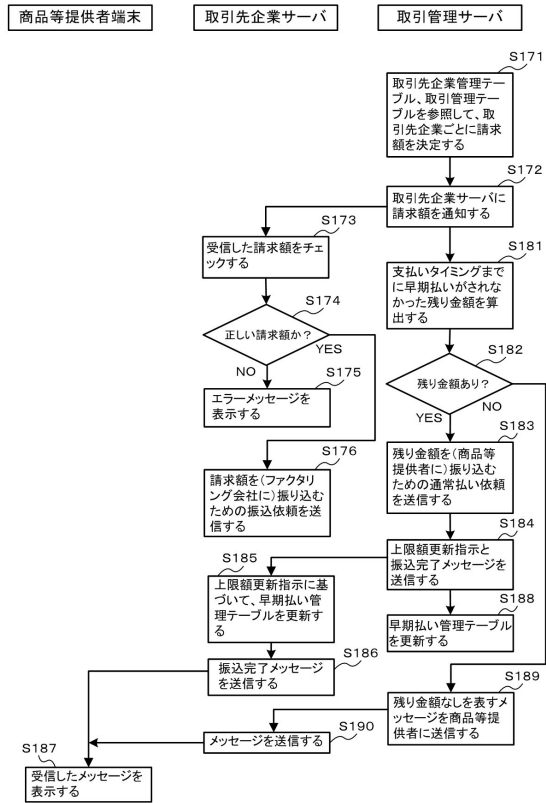 商品等提供者端末
取引先企業サーバ
取引管理サーバ
S171
取引先企業管理テー
ブル、取引管理テー
ブルを参照して、取
引先企業ごとに請求
額を決定する
S172
取引先企業サーバに
請求額を通知する
S173
受信した請求額をチェ
ックする
S181
支払いタイミングまで
に早期払いがされな
かった残り金額を算
出する
S174
正しい請求額か?
YES
NO
S182
残り金額あり?
YES
NO
S175
エラーメッセージを
表示する
S183
残り金額を(商品等
提供者に)振り込む
ための通常払い依頼
を送信する
S176
請求額を(ファクタリ
ング会社に)振り込む
ための振込依頼を送
信する
S184
上限額更新指示と
振込完了メッセージを
送信する
S185
上限額更新指示に基
づいて、早期払い管
理テーブルを更新す
る
S188
早期払い管理テーブル
を更新する
S186
振込完了メッセージ
を送信する
S189
残り金額なしを表すメ
ッセージを商品等提
供者に送信する
S190
メッセージを送信する
S187
受信したメッセージを
表示する